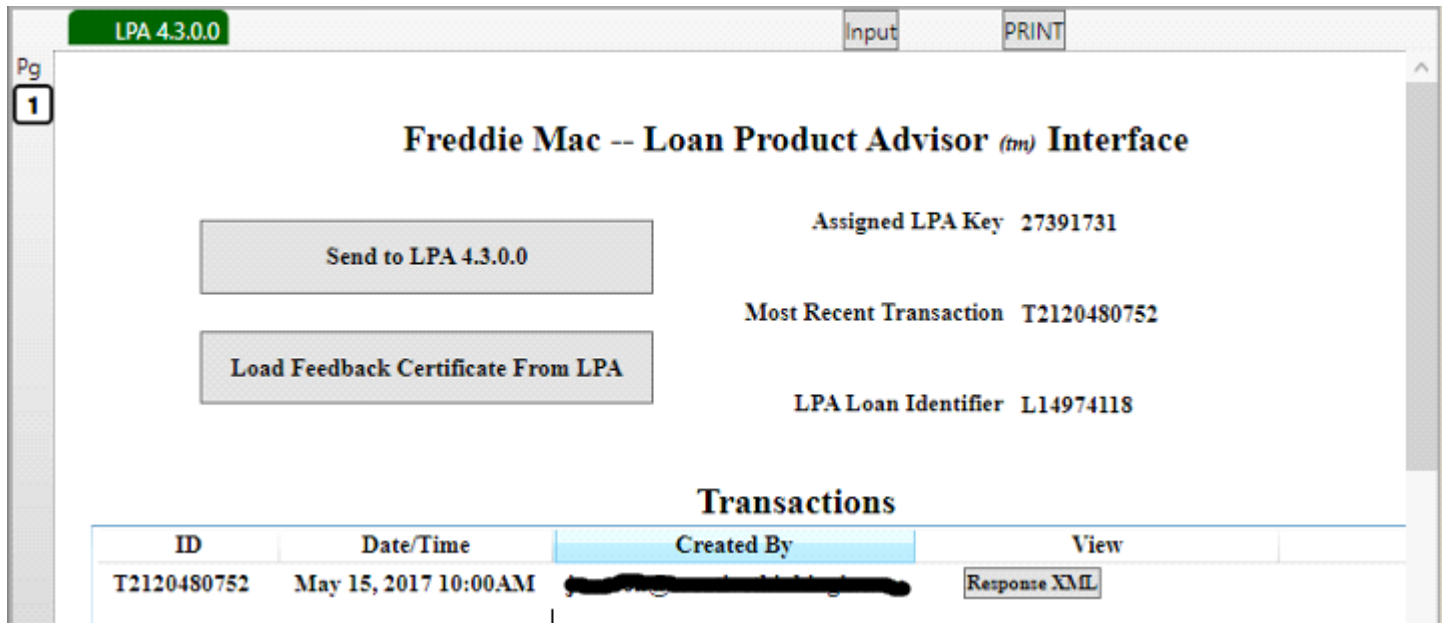 LPA 4.3.0.0 Input PRINT
Pg
1
Freddie Mac -- Loan Product Advisor (tm) Interface
Assigned LPA Key 27391731
Send to LPA 4.3.0.0
Most Recent Transaction T2120480752
Load Feedback Certificate From LPA
LPA Loan Identifier L14974118
Transactions
ID Date/Time Created By View
T2120480752 May 15, 2017 10:00AM Response XML